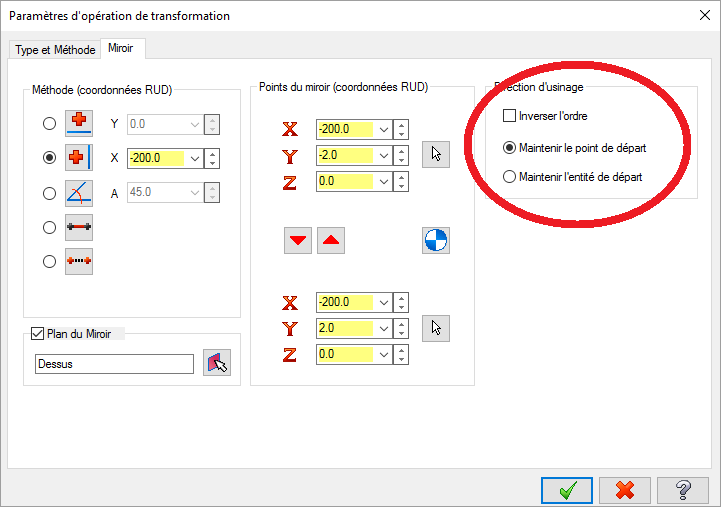 Paramètres d'opération de transformation
Type et Méthode
Miroir
Méthode (coordonnées RUD)
Y 0.0
X -200.0
A 45.0
Plan du Miroir
Dessus
Points du miroir (coordonnées RUD)
X -200.0
Y -2.0
Z 0.0
X -200.0
Y 2.0
Z 0.0
Direction d'usinage
Inverser l'ordre
Maintenir le point de départ
Maintenir l'entité de départ
?